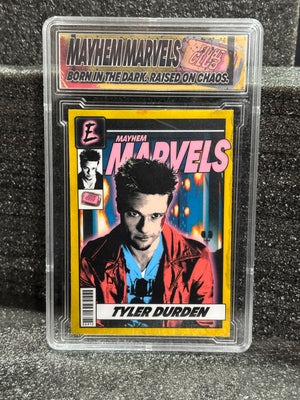 MAYHEM MARVELS
BORN IN THE DARK. RAISED ON CHAOS.
E
MAYHEM
MARVELS
TYLER DURDEN